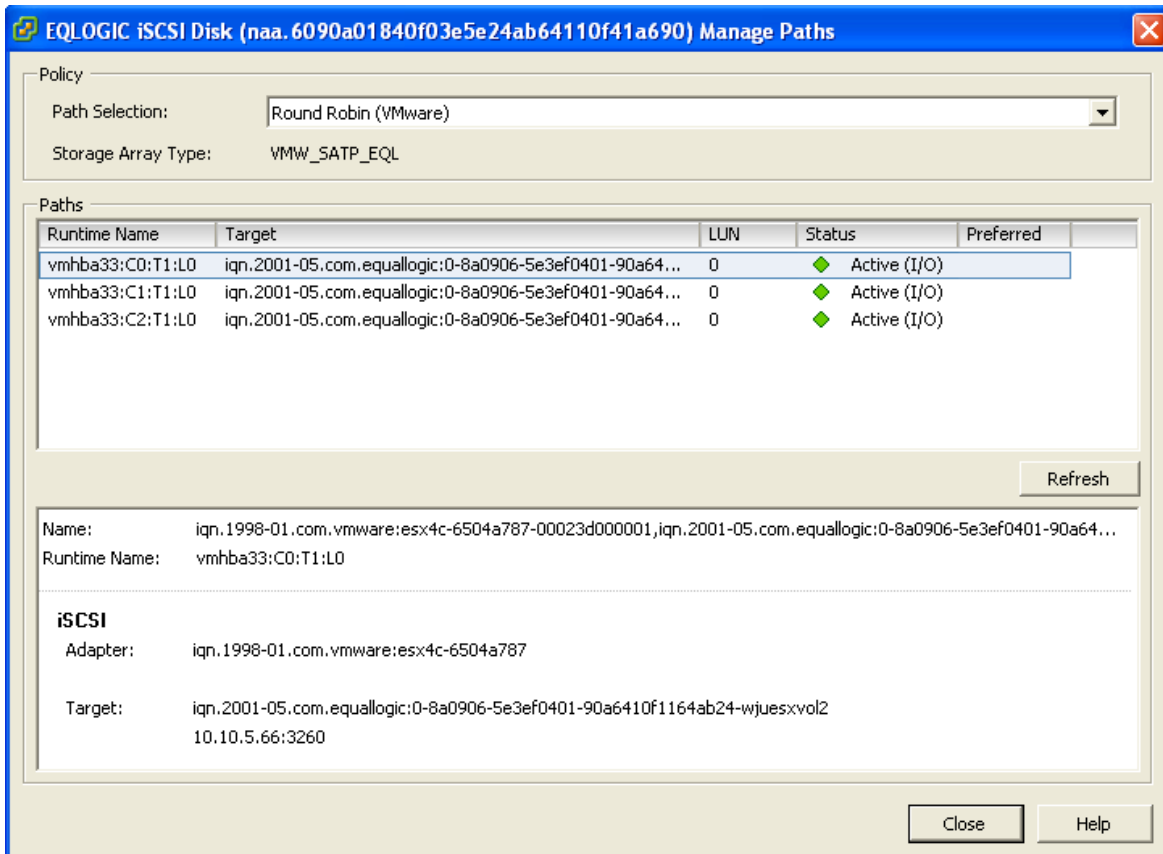 EQLOGIC iSCSI Disk (naa.6090a01840f03e5e24ab64110f41a690) Manage Paths
Policy
Path Selection: Round Robin (VMware)
Storage Array Type: VMW_SATP_EQL
Paths
Runtime Name Target LUN Status Preferred
vmhba33:C0:T1:L0 iqn.2001-05.com.equallogic:0-8a0906-5e3ef0401-90a64... 0 Active (I/O)
vmhba33:C1:T1:L0 iqn.2001-05.com.equallogic:0-8a0906-5e3ef0401-90a64... 0 Active (I/O)
vmhba33:C2:T1:L0 iqn.2001-05.com.equallogic:0-8a0906-5e3ef0401-90a64... 0 Active (I/O)
Refresh
Name: iqn.1998-01.com.vmware:esx4c-6504a787-00023d000001,iqn.2001-05.com.equallogic:0-8a0906-5e3ef0401-90a64...
Runtime Name: vmhba33:C0:T1:L0
iSCSI
Adapter: iqn.1998-01.com.vmware:esx4c-6504a787
Target: iqn.2001-05.com.equallogic:0-8a0906-5e3ef0401-90a6410f1164ab24-wjuesxvol2
10.10.5.66:3260
Close Help